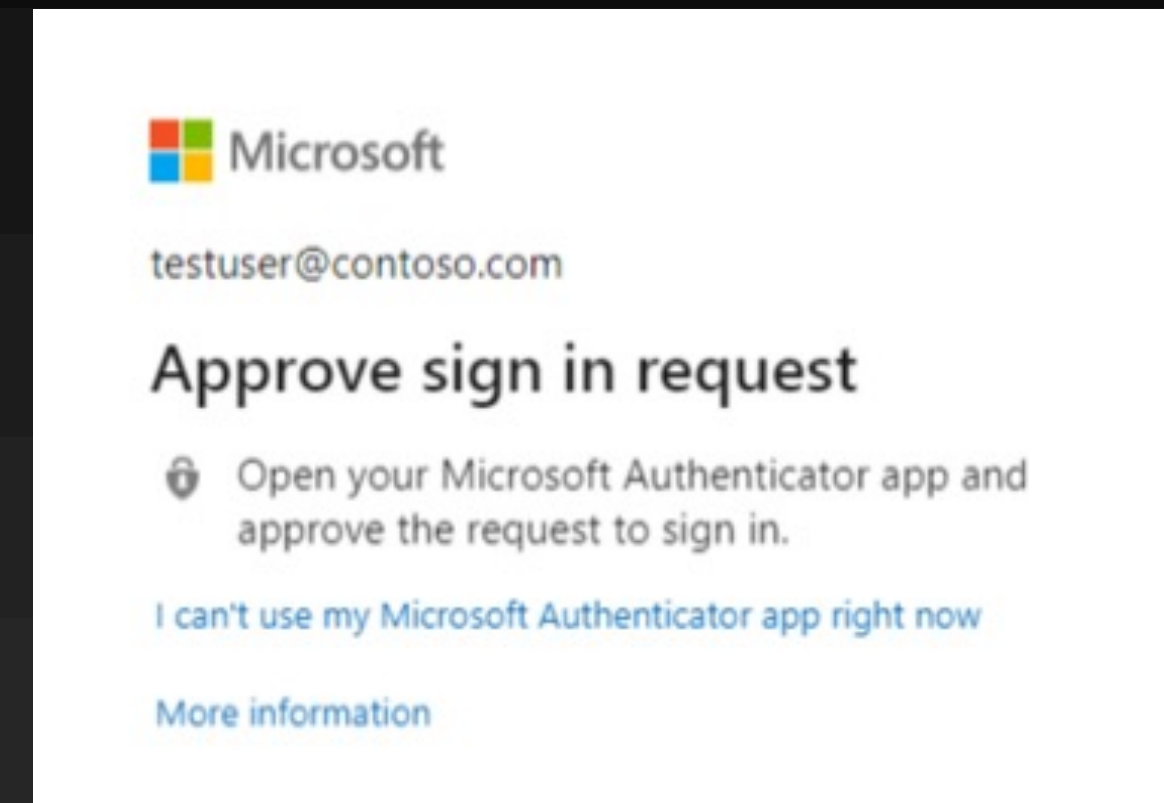 Microsoft
testuser@contoso.com
Approve sign in request
Open your Microsoft Authenticator app and
approve the request to sign in.
I can't use my Microsoft Authenticator app right now
More information